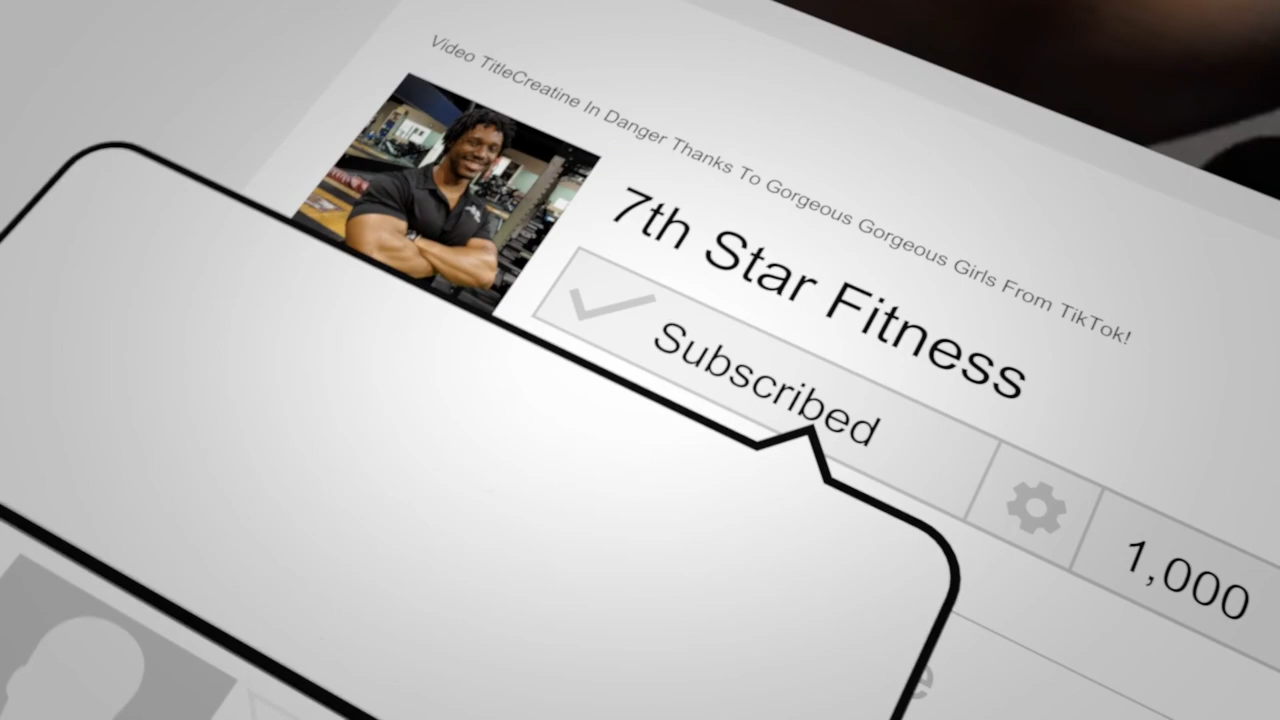 Video TitleCreatine In Danger Thanks To Gorgeous Gorgeous Girls From TikTok!
7th Star Fitness
Subscribed
1,000
e